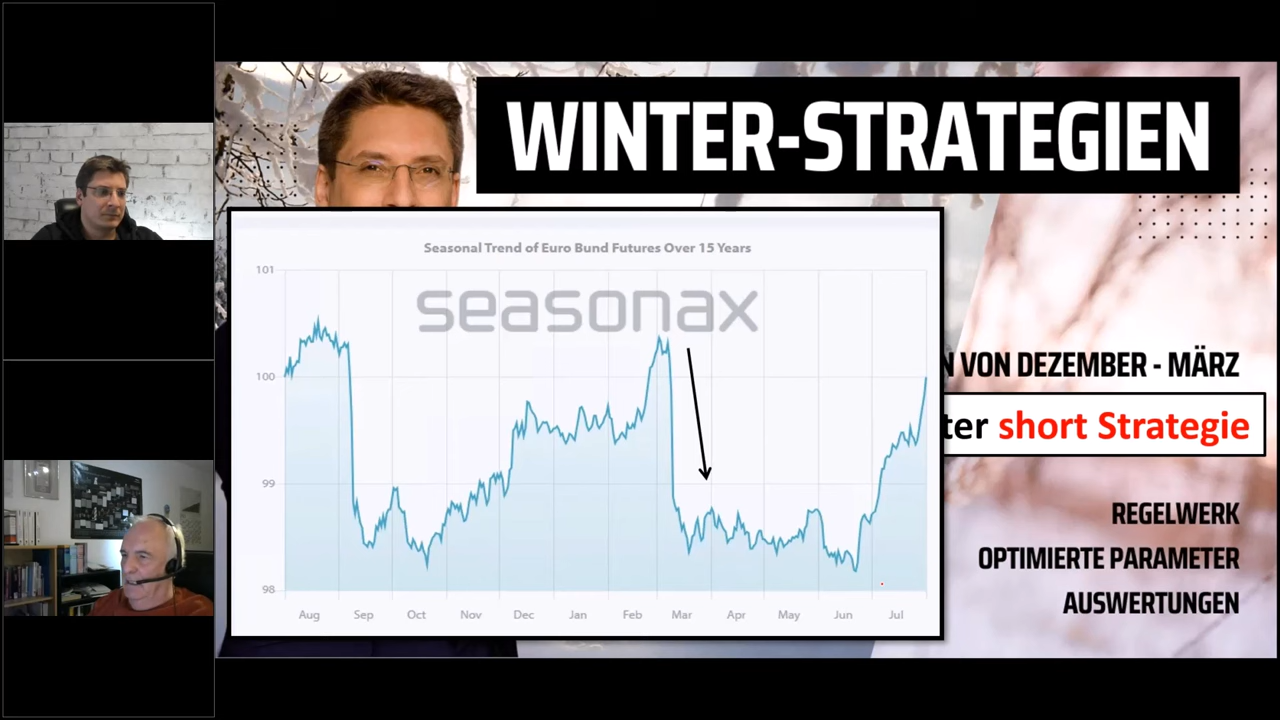 WINTER-STRATEGIEN
Seasonal Trend of Euro Bund Futures Over 15 Years
seasonax
101
100
99
98
Aug Sep Oct Nov Dec Jan Feb Mar Apr May Jun Jul
VON DEZEMBER - MÄRZ
short Strategie
REGELWERK
OPTIMIERTE PARAMETER
AUSWERTUNGEN